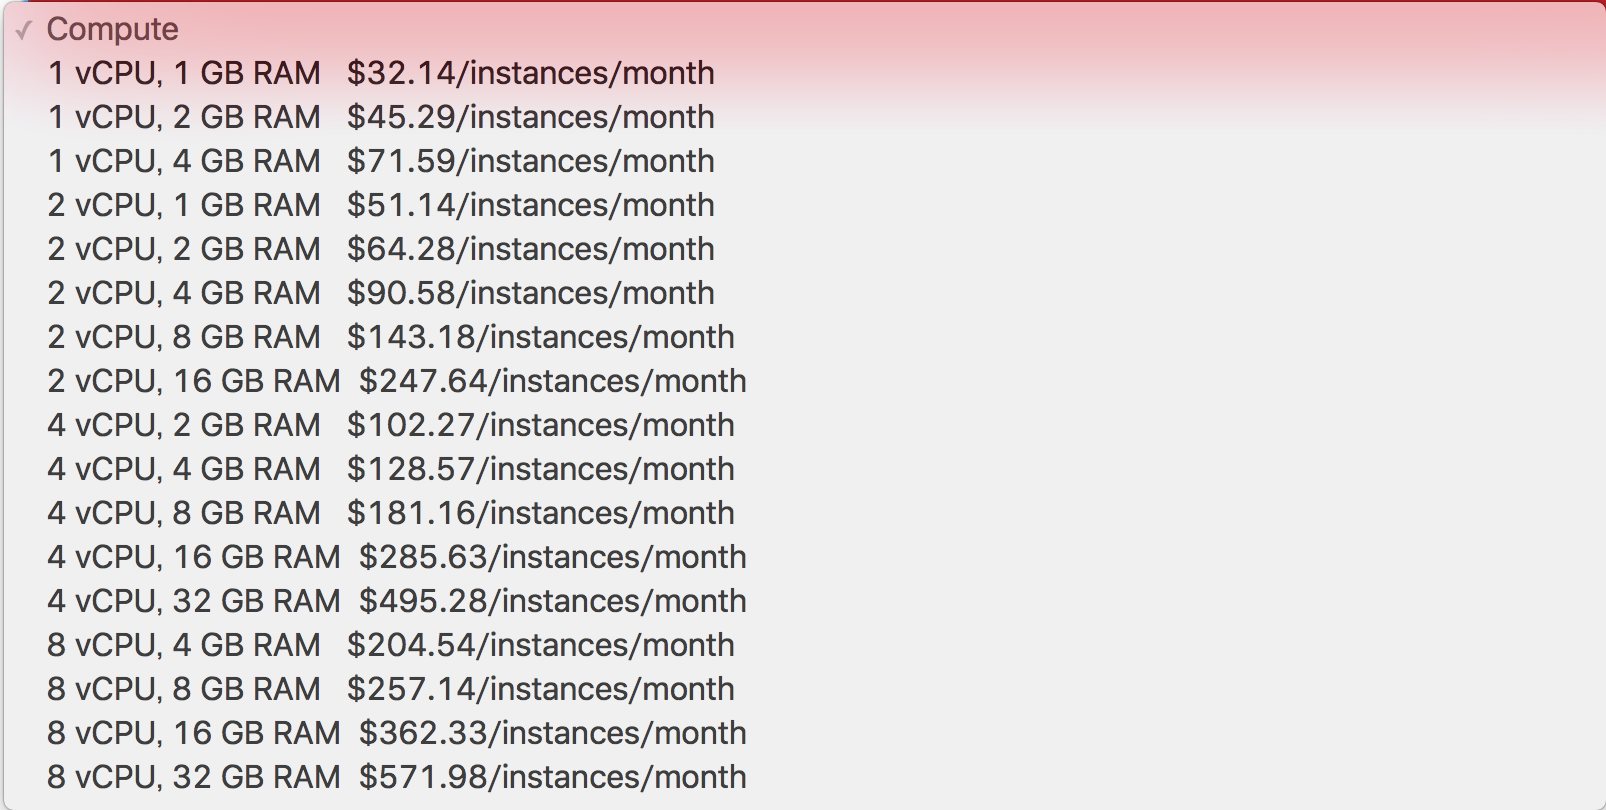 ✓ Compute
1 vCPU, 1 GB RAM $32.14/instances/month
1 vCPU, 2 GB RAM $45.29/instances/month
1 vCPU, 4 GB RAM $71.59/instances/month
2 vCPU, 1 GB RAM $51.14/instances/month
2 vCPU, 2 GB RAM $64.28/instances/month
2 vCPU, 4 GB RAM $90.58/instances/month
2 vCPU, 8 GB RAM $143.18/instances/month
2 vCPU, 16 GB RAM $247.64/instances/month
4 vCPU, 2 GB RAM $102.27/instances/month
4 vCPU, 4 GB RAM $128.57/instances/month
4 vCPU, 8 GB RAM $181.16/instances/month
4 vCPU, 16 GB RAM $285.63/instances/month
4 vCPU, 32 GB RAM $495.28/instances/month
8 vCPU, 4 GB RAM $204.54/instances/month
8 vCPU, 8 GB RAM $257.14/instances/month
8 vCPU, 16 GB RAM $362.33/instances/month
8 vCPU, 32 GB RAM $571.98/instances/month